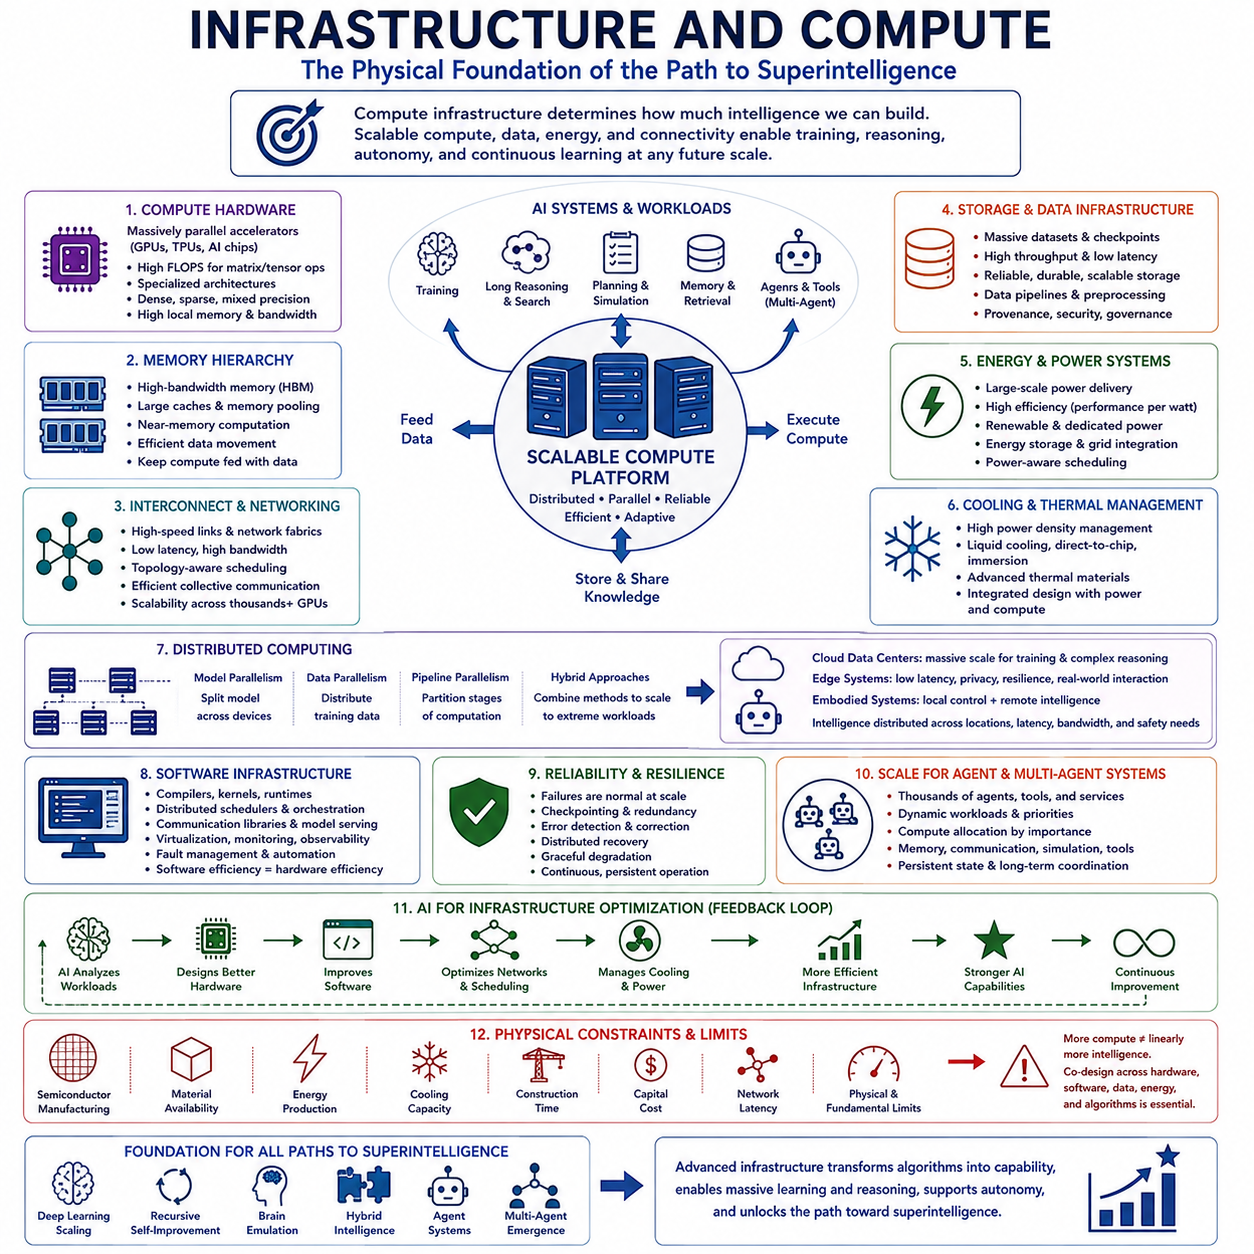 INFRASTRUCTURE AND COMPUTE
The Physical Foundation of the Path to Superintelligence
Compute infrastructure determines how much intelligence we can build.
Scalable compute, data, energy, and connectivity enable training, reasoning,
autonomy, and continuous learning at any future scale.
1. COMPUTE HARDWARE
Massively parallel accelerators
(GPUs, TPUs, AI chips)
• High FLOPS for matrix/tensor ops
• Specialized architectures
• Dense, sparse, mixed precision
• High local memory & bandwidth
2. MEMORY HIERARCHY
• High-bandwidth memory (HBM)
• Large caches & memory pooling
• Near-memory computation
• Efficient data movement
• Keep compute fed with data
3. INTERCONNECT & NETWORKING
• High-speed links & network fabrics
• Low latency, high bandwidth
• Topology-aware scheduling
• Efficient collective communication
• Scalability across thousands+ GPUs
AI SYSTEMS & WORKLOADS
Training
Long Reasoning
& Search
Planning &
Simulation
Memory &
Retrieval
Agenrs & Tools
(Multi-Agent)
Feed
Data
Execute
Compute
SCALABLE COMPUTE
PLATFORM
Distributed • Parallel • Reliable
Efficient • Adaptive
Store & Share
Knowledge
4. STORAGE & DATA INFRASTRUCTURE
• Massive datasets & checkpoints
• High throughput & low latency
• Reliable, durable, scalable storage
• Data pipelines & preprocessing
• Provenance, security, governance
5. ENERGY & POWER SYSTEMS
• Large-scale power delivery
• High efficiency (performance per watt)
• Renewable & dedicated power
• Energy storage & grid integration
• Power-aware scheduling
6. COOLING & THERMAL MANAGEMENT
• High power density management
• Liquid cooling, direct-to-chip,
immersion
• Advanced thermal materials
• Integrated design with power
and compute
7. DISTRIBUTED COMPUTING
Model Parallelism
Split model
across devices
Data Parallelism
Distribute
training data
Pipeline Parallelism
Partition stages
of computation
Hybrid Approaches
Combine methods to scale
to extreme workloads
Cloud Data Centers: massive scale for training & complex reasoning
Edge Systems: low latency, privacy, resilience, real-world interaction
Embodied Systems: local control + remote intelligence
Intelligence distributed across locations, latency, bandwidth, and safety needs
8. SOFTWARE INFRASTRUCTURE
• Compilers, kernels, runtimes
• Distributed schedulers & orchestration
• Communication libraries & model serving
• Virtualization, monitoring, observability
• Fault management & automation
• Software efficiency = hardware efficiency
9. RELIABILITY & RESILIENCE
• Failures are normal at scale
• Checkpointing & redundancy
• Error detection & correction
• Distributed recovery
• Graceful degradation
• Continuous, persistent operation
10. SCALE FOR AGENT & MULTI-AGENT SYSTEMS
• Thousands of agents, tools, and services
• Dynamic workloads & priorities
• Compute allocation by importance
• Memory, communication, simulation, tools
• Persistent state & long-term coordination
11. AI FOR INFRASTRUCTURE OPTIMIZATION (FEEDBACK LOOP)
AI Analyzes
Workloads
Designs Better
Hardware
</>
Improves
Software
Optimizes Networks
& Scheduling
Manages Cooling
& Power
More Efficient
Infrastructure
Stronger AI
Capabilities
Continuous
Improvement
12. PHYPSICAL CONSTRAINTS & LIMITS
Semiconductor
Manufacturing
Material
Availability
Energy
Production
Cooling
Capacity
Construction
Time
$
Capital
Cost
Network
Latency
Physical &
Fundamental Limits
More compute ≠ linearly
more intelligence.
Co-design across hardware,
software, data, energy,
and algorithms is essential.
FOUNDATION FOR ALL PATHS TO SUPERINTELLIGENCE
Deep Learning
Scaling
Recursive
Self-Improvement
Brain
Emulation
Hybrid
Intelligence
Agent
Systems
Multi-Agent
Emergence
Advanced infrastructure transforms algorithms into capability,
enables massive learning and reasoning, supports autonomy,
and unlocks the path toward superintelligence.